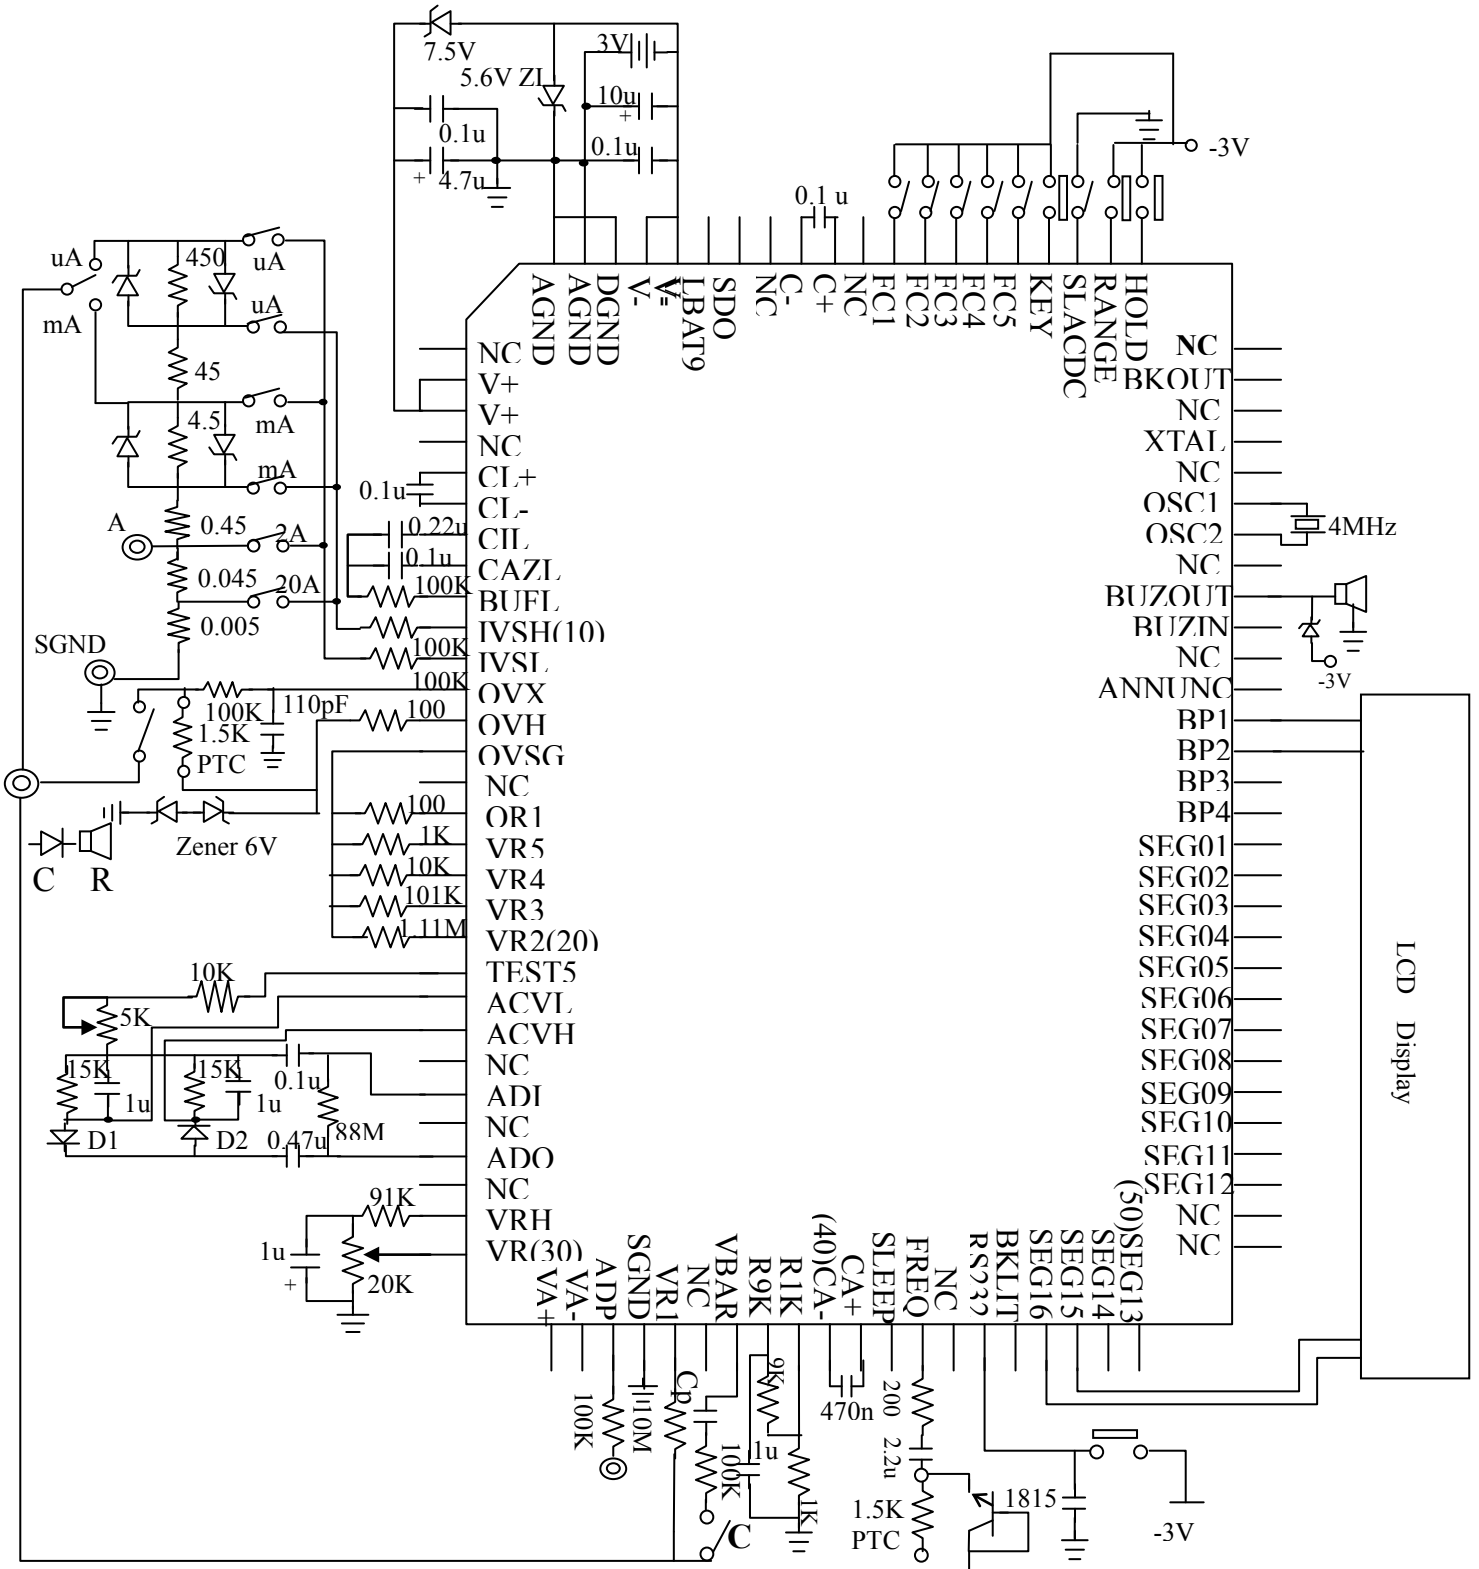 7.5V
3V
5.6V ZD
10u
+
0.1u
0.1u
+
4.7u
-3V
0.1 u
uA
450
uA
mA
uA
45
4.5
mA
mA
A
0.45
2A
0.045
20A
0.005
SGND
0.1u
0.22u
0.1u
100K
100K
100K
100K
110pF
100
1.5K
PTC
Zener 6V
C R
100
1K
10K
101K
1.11M
10K
5K
15K
1u
15K
1u
0.1u
88M
D1
D2
0.47u
91K
1u
+
20K
AGND
AGND
DGND
V-
V-
LBAT9
SDO
NC
C-
C+
NC
FC1
FC2
FC3
FC4
FC5
KEY
SLACDC
RANGE
HOLD
NC
V+
V+
NC
CL+
CL-
CIL
CAZL
BUFL
IVSH(10)
IVSL
OVX
OVH
OVSG
NC
OR1
VR5
VR4
VR3
VR2(20)
TEST5
ACVL
ACVH
NC
ADI
NC
ADO
NC
VRH
VR(30)
VA+
VA-
ADP
SGND
VR1
NC
VBAR
R9K
R1K
(40)CA-
CA+
SLEEP
FREQ
NC
RS232
BKLIT
SEG16
SEG15
SEG14
(50)SEG13
NC
BKOUT
NC
XTAL
NC
OSC1
OSC2
NC
BUZOUT
BUZIN
NC
ANNUNC
BP1
BP2
BP3
BP4
SEG01
SEG02
SEG03
SEG04
SEG05
SEG06
SEG07
SEG08
SEG09
SEG10
SEG11
SEG12
NC
NC
4MHz
-3V
LCD Display
100K
10M
Cp
100K
C
9K
1u
1K
470n
200
2.2u
1.5K
PTC
1815
-3V